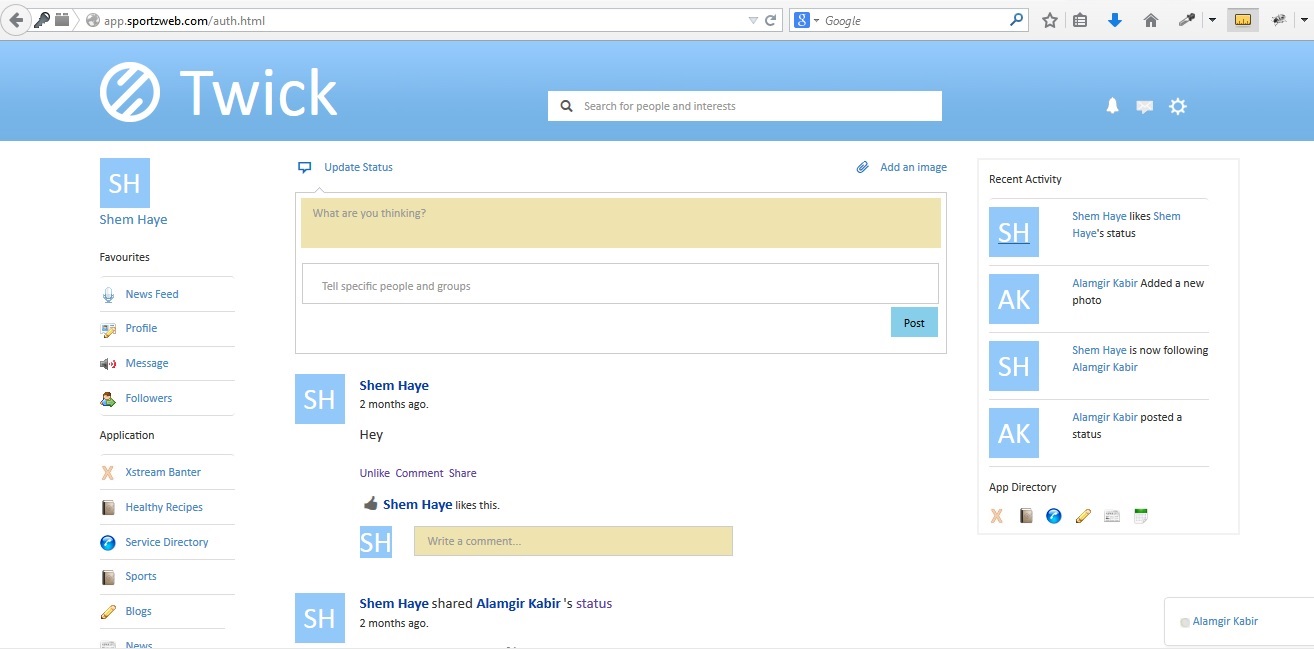 app.sportzweb.com/auth.html
8
Google
Twick
Search for people and interests
SH
Shem Haye
Favourites
News Feed
Profile
Message
Followers
Application
Xstream Banter
Healthy Recipes
Service Directory
Sports
Blogs
News
Update Status
Add an image
What are you thinking?
Tell specific people and groups
Post
SH
Shem Haye
2 months ago.
Hey
Unlike Comment Share
Shem Haye likes this.
SH
Write a comment...
SH
Shem Haye shared Alamgir Kabir 's status
2 months ago.
Recent Activity
SH
Shem Haye likes Shem
Haye's status
AK
Alamgir Kabir Added a new
photo
SH
Shem Haye is now following
Alamgir Kabir
AK
Alamgir Kabir posted a
status
App Directory
X
Alamgir Kabir